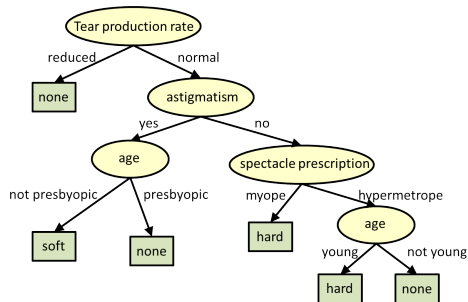 Tear production rate
reduced
normal
none
astigmatism
yes
no
age
spectacle prescription
not presbyopic
presbyopic
myope
hypermetrope
soft
none
hard
age
young
not young
hard
none